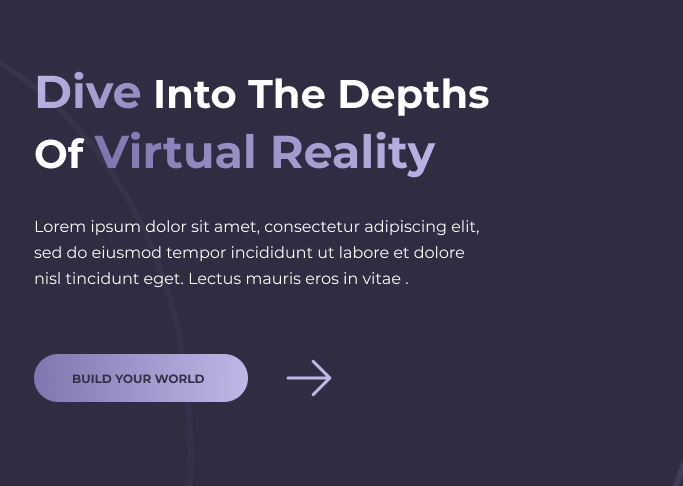 Dive Into The Depths
Of Virtual Reality
Lorem ipsum dolor sit amet, consectetur adipiscing elit,
sed do eiusmod tempor incididunt ut labore et dolore
nisl tincidunt eget. Lectus mauris eros in vitae .
BUILD YOUR WORLD